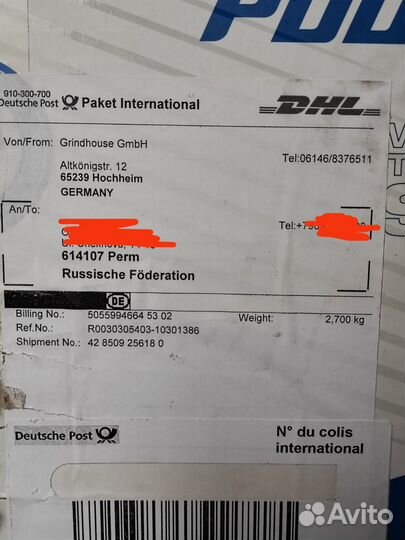 910-300-700
Deutsche Post Paket International
DHL
Von/From: Grindhouse GmbH
Altkönigstr. 12
65239 Hochheim
GERMANY
Tel:06146/8376511
An/To:
Tel:+
614107 Perm
Russische Föderation
DE
Billing No.: 5055994664 53 02
Weight: 2,700 kg
Ref.No.: R0030305403-10301386
Shipment No.: 42 8509 25618 0
Deutsche Post
N° du colis
international
Avito